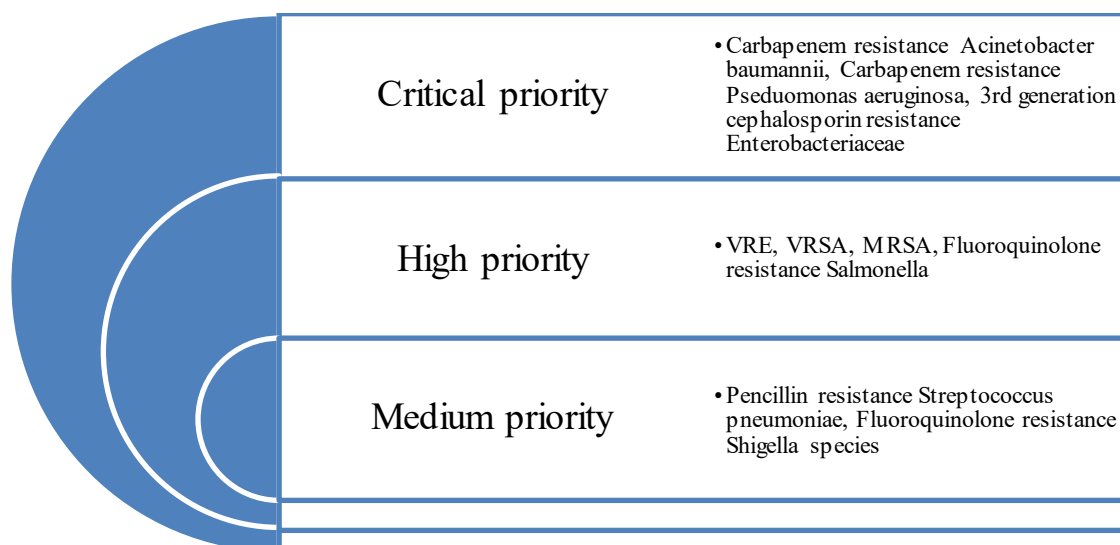 Critical priority
• Carbapenem resistance Acinetobacter
baumannii, Carbapenem resistance
Pseduomonas aeruginosa, 3rd generation
cephalosporin resistance
Enterobacteriaceae
High priority
• VRE, VRSA, MRSA, Fluoroquinolone
resistance Salmonella
Medium priority
• Pencillin resistance Streptococcus
pneumoniae, Fluoroquinolone resistance
Shigella species